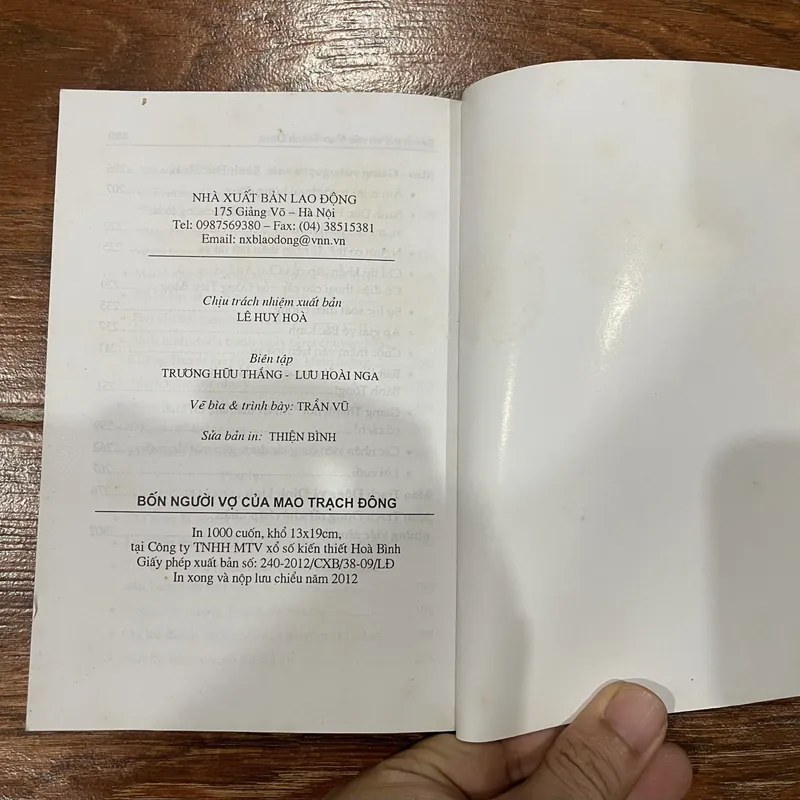 NHÀ XUẤT BẢN LAO ĐỘNG
175 Giảng Võ – Hà Nội
Tel: 0987569380 – Fax: (04) 38515381
Email: nxblaodong@vnn.vn
Chịu trách nhiệm xuất bản
LÊ HUY HOÀ
Biên tập
TRƯƠNG HỮU THẮNG - LƯU HOÀI NGA
Vẽ bìa & trình bày: TRẦN VŨ
Sửa bản in: THIỆN BÌNH
BỐN NGƯỜI VỢ CỦA MAO TRẠCH ĐÔNG
In 1000 cuốn, khổ 13x19cm,
tại Công ty TNHH MTV xổ số kiến thiết Hoà Bình
Giấy phép xuất bản số: 240-2012/CXB/38-09/LĐ
In xong và nộp lưu chiểu năm 2012